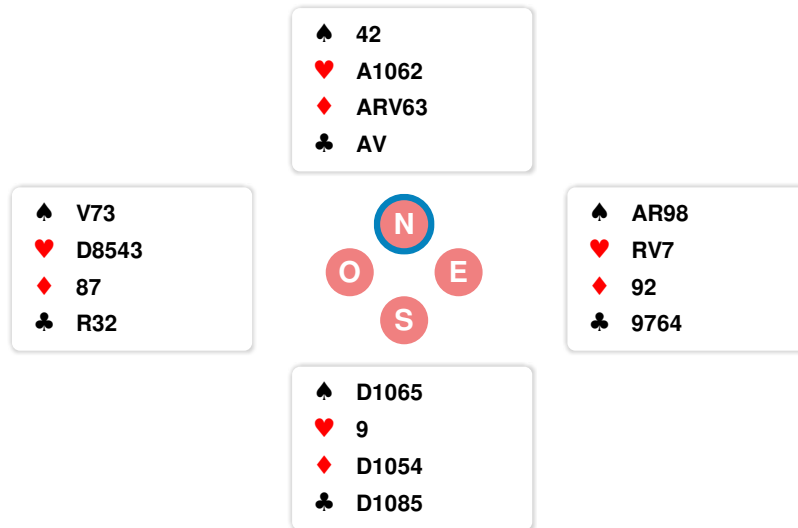 ♠ 42
♥ A1062
♦ ARV63
♣ AV
♠ V73
♥ D8543
♦ 87
♣ R32
N
O E
S
♠ AR98
♥ RV7
♦ 92
♣ 9764
♠ D1065
♥ 9
♦ D1054
♣ D1085